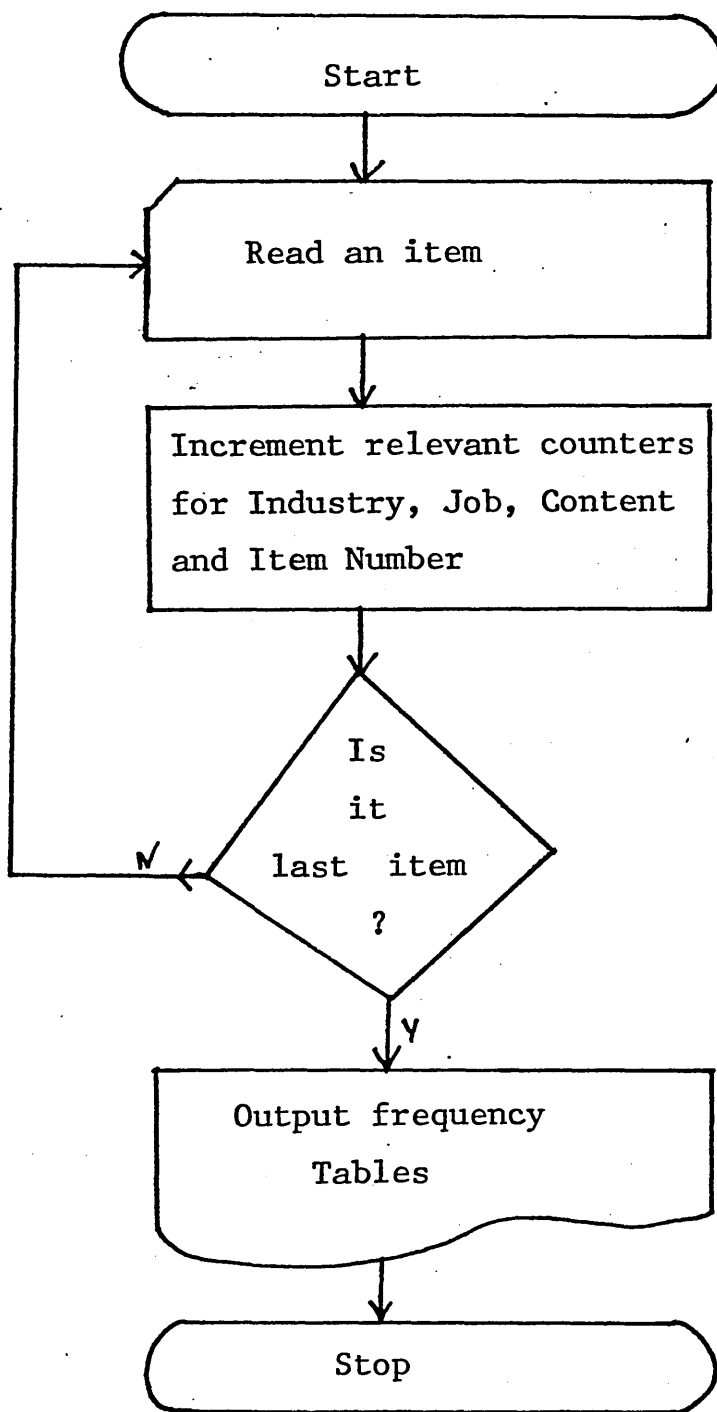 Start
Read an item
Increment relevant counters
for Industry, Job, Content
and Item Number
Is
it
last item
?
N
Y
Output frequency
Tables
Stop